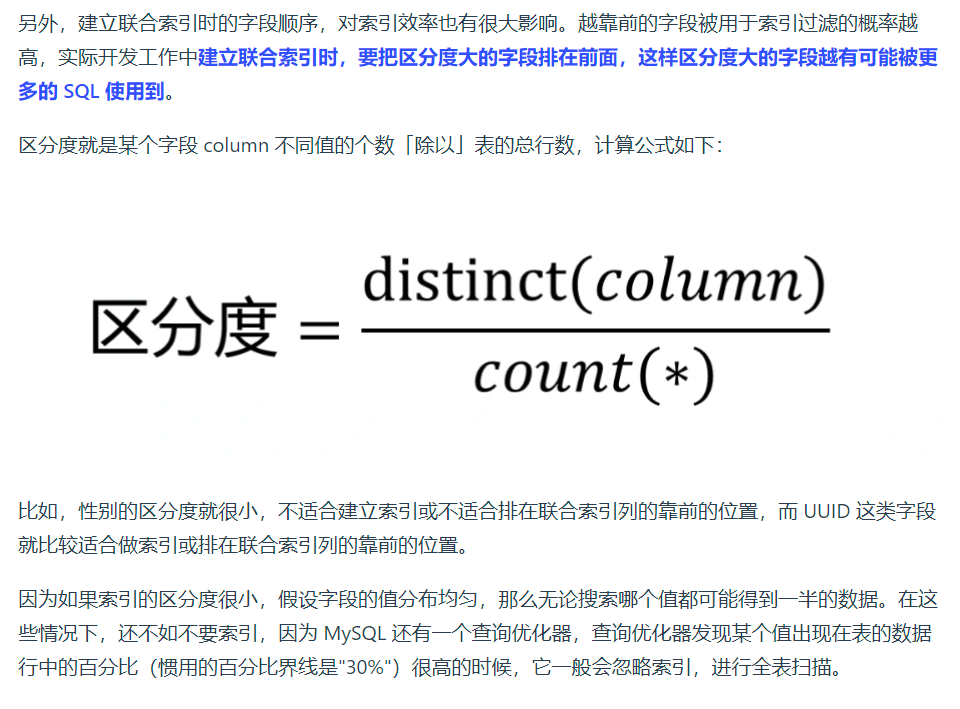 另外，建立联合索引时的字段顺序，对索引效率也有很大影响。越靠前的字段被用于索引过滤的概率越
高，实际开发工作中建立联合索引时，要把区分度大的字段排在前面，这样区分度大的字段越有可能被更
多的 SQL 使用到。
区分度就是某个字段 column 不同值的个数「除以」表的总行数，计算公式如下：
区分度 = distinct(column)
count(∗)
比如，性别的区分度就很小，不适合建立索引或不适合排在联合索引列的靠前的位置，而 UUID 这类字段
就比较适合做索引或排在联合索引列的靠前的位置。
因为如果索引的区分度很小，假设字段的值分布均匀，那么无论搜索哪个值都可能得到一半的数据。在这
些情况下，还不如不要索引，因为 MySQL 还有一个查询优化器，查询优化器发现某个值出现在表的数据
行中的百分比（惯用的百分比界线是"30%"）很高的时候，它一般会忽略索引，进行全表扫描。